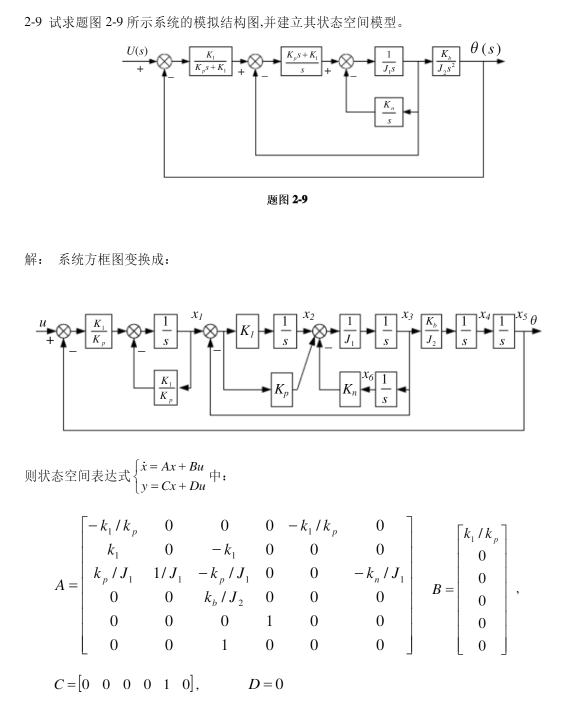 2-9 试求题图 2-9 所示系统的模拟结构图,并建立其状态空间模型。
U(s) + − K₁/(Kₚs+K₁) + − (Kₚs+K₁)/s + − 1/(J₁s) K_b/(J₂s²) θ(s)
Kₙ/s
题图 2-9
解： 系统方框图变换成：
u + − K₁/Kₚ − 1/s x₁ − K₁ 1/s x₂ − 1/J₁ 1/s x₃ K_b/J₂ 1/s x₄ 1/s x₅ θ
K₁/Kₚ Kₚ Kₙ x₆ 1/s
则状态空间表达式 { ẋ = Ax + Bu
y = Cx + Du 中：
−k₁/kₚ 0 0 0 −k₁/kₚ 0 k₁/kₚ
k₁ 0 −k₁ 0 0 0 0
kₚ/J₁ 1/J₁ −kₚ/J₁ 0 0 −kₙ/J₁ 0
A = 0 0 k_b/J₂ 0 0 0 B = 0 ,
0 0 0 1 0 0 0
0 0 1 0 0 0 0
C = [0 0 0 0 1 0], D = 0